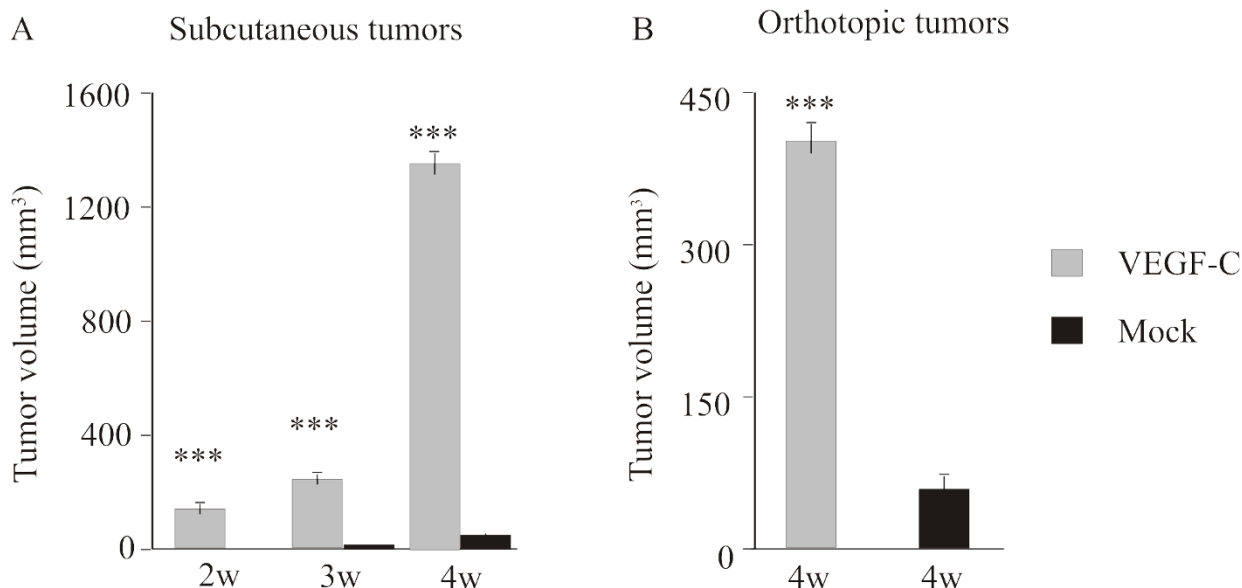 A Subcutaneous tumors
Tumor volume (mm³)
1600
1200
800
400
0
***
***
***
2w 3w 4w
B Orthotopic tumors
Tumor volume (mm³)
450
300
150
0
***
4w 4w
VEGF-C
Mock